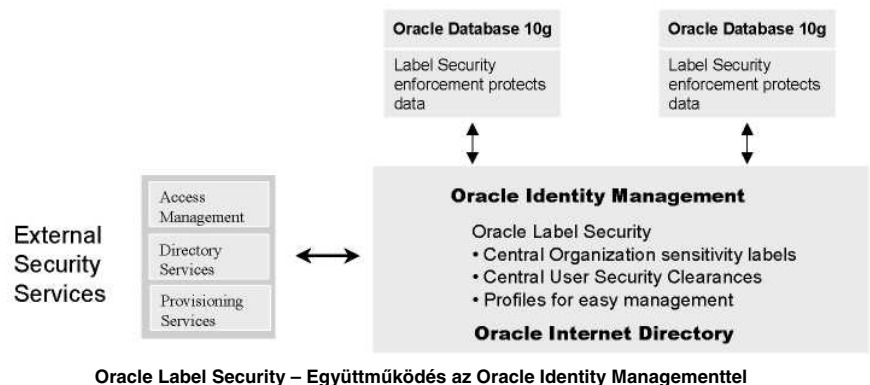 Oracle Database 10g
Label Security
enforcement protects
data
Oracle Database 10g
Label Security
enforcement protects
data
External
Security
Services
Access
Management
Directory
Services
Provisioning
Services
Oracle Identity Management
Oracle Label Security
• Central Organization sensitivity labels
• Central User Security Clearances
• Profiles for easy management
Oracle Internet Directory
Oracle Label Security – Együttműködés az Oracle Identity Managementtel